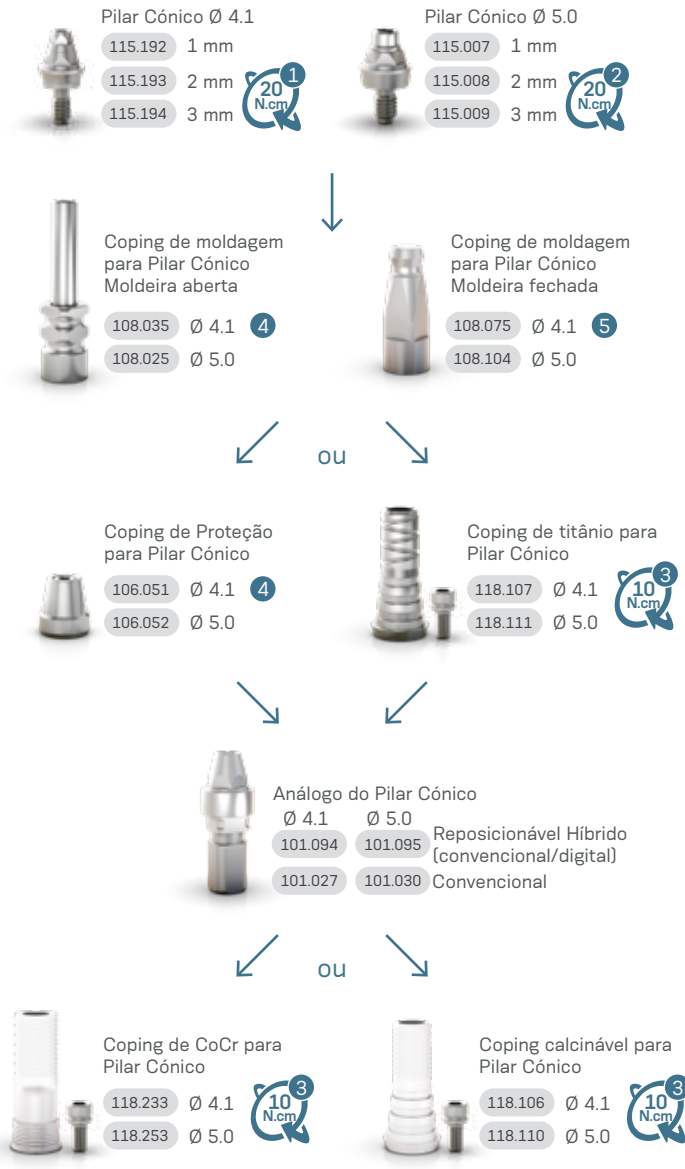 Pilar Cónico Ø 4.1
115.192 1 mm
115.193 2 mm
115.194 3 mm
20 N.cm 1
Pilar Cónico Ø 5.0
115.007 1 mm
115.008 2 mm
115.009 3 mm
20 N.cm 2
Coping de moldagem
para Pilar Cónico
Moldeira aberta
108.035 Ø 4.1 4
108.025 Ø 5.0
Coping de moldagem
para Pilar Cónico
Moldeira fechada
108.075 Ø 4.1 5
108.104 Ø 5.0
ou
Coping de Proteção
para Pilar Cónico
106.051 Ø 4.1 4
106.052 Ø 5.0
Coping de titânio para
Pilar Cónico
118.107 Ø 4.1
118.111 Ø 5.0
10 N.cm 3
Análogo do Pilar Cónico
Ø 4.1 Ø 5.0
101.094 101.095 Reposicionável Híbrido
(convencional/digital)
101.027 101.030 Convencional
ou
Coping de CoCr para
Pilar Cónico
118.233 Ø 4.1
118.253 Ø 5.0
10 N.cm 3
Coping calcinável para
Pilar Cónico
118.106 Ø 4.1
118.110 Ø 5.0
10 N.cm 3